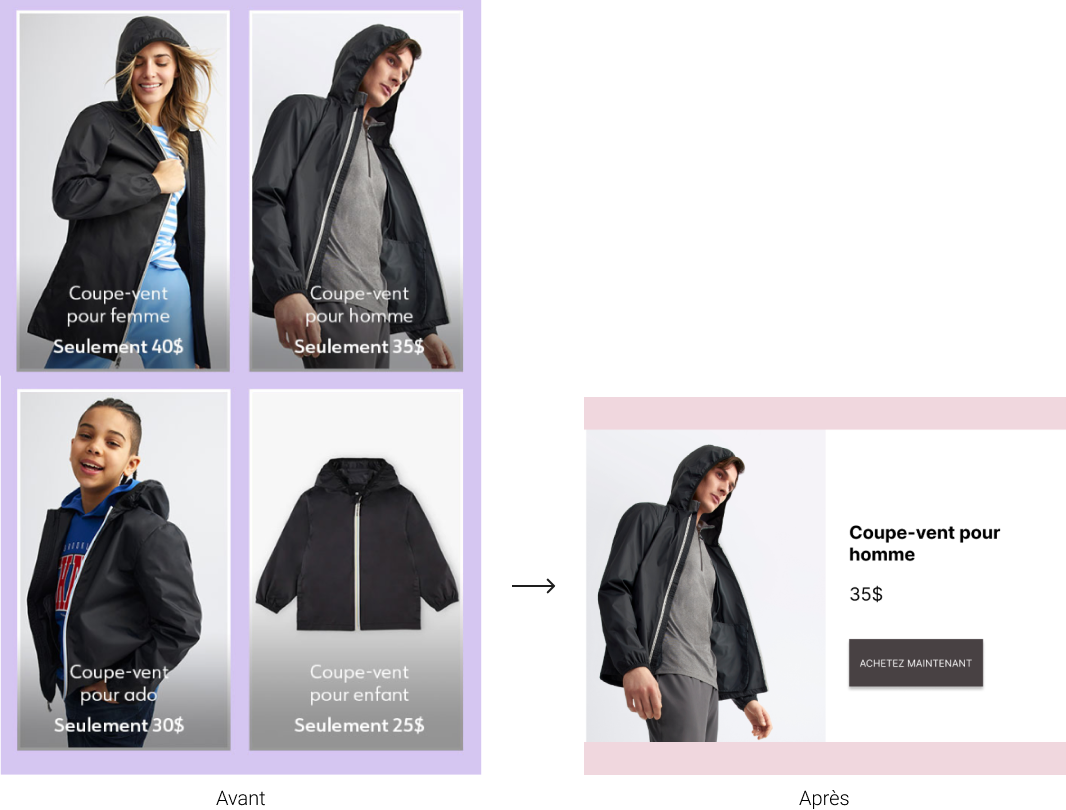 Coupe-vent
pour femme
Seulement 40$
Coupe-vent
pour homme
Seulement 35$
Coupe-vent
pour ado
Seulement 30$
Coupe-vent
pour enfant
Seulement 25$
Avant
Coupe-vent pour
homme
35$
ACHETEZ MAINTENANT
Après